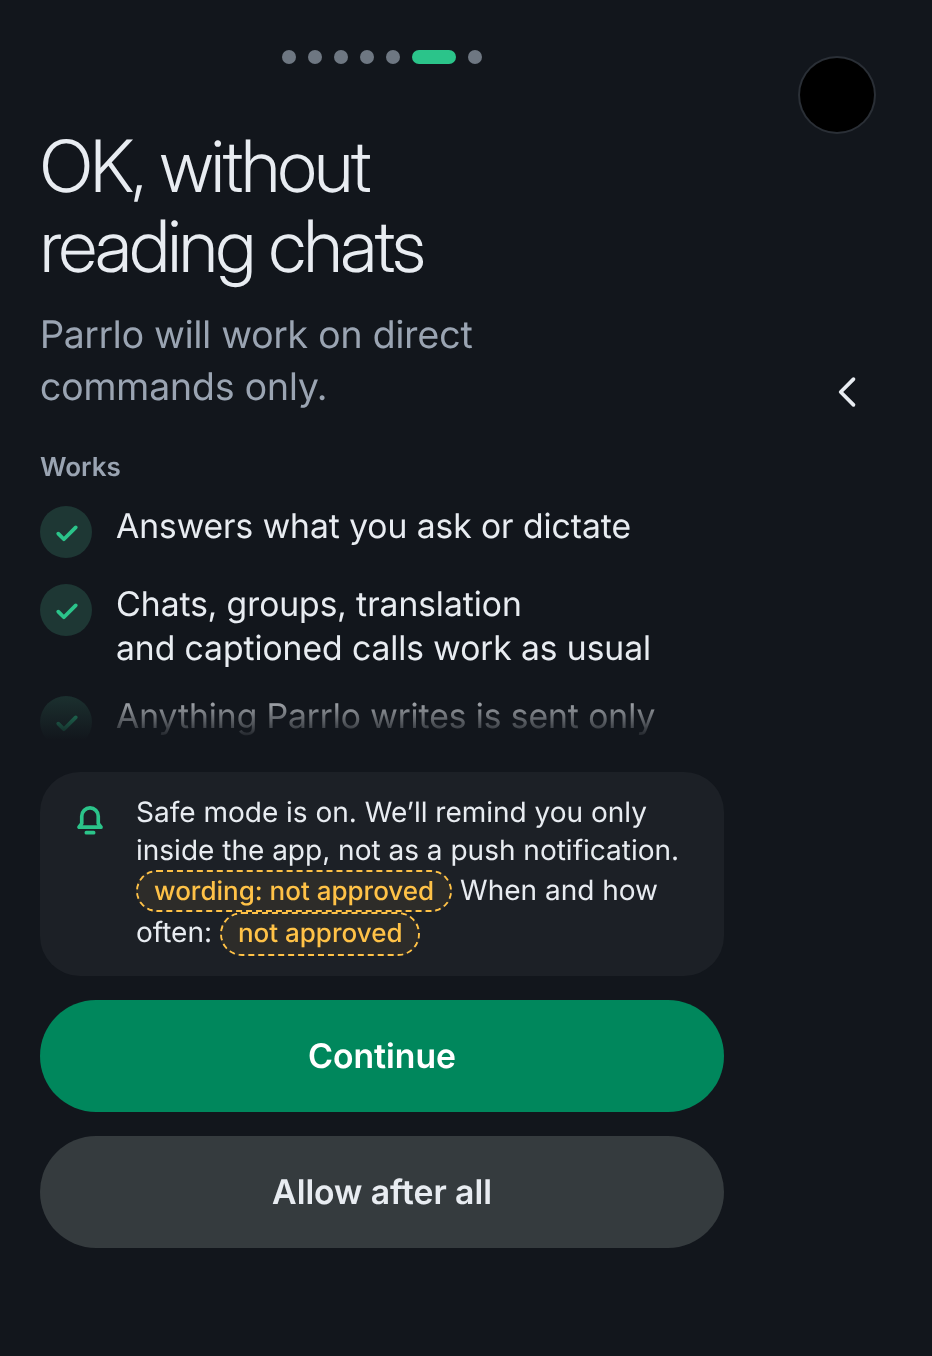 OK, without
reading chats
Parrlo will work on direct
commands only.
Works
Answers what you ask or dictate
Chats, groups, translation
and captioned calls work as usual
Anything Parrlo writes is sent only
Safe mode is on. We’ll remind you only
inside the app, not as a push notification.
wording: not approved When and how
often: not approved
Continue
Allow after all